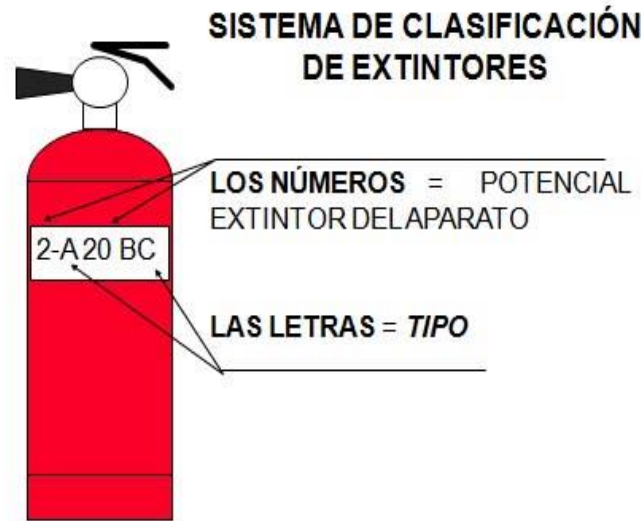 SISTEMA DE CLASIFICACIÓN
DE EXTINTORES
LOS NÚMEROS = POTENCIAL
EXTINTOR DEL APARATO
2-A 20 BC
LAS LETRAS = TIPO